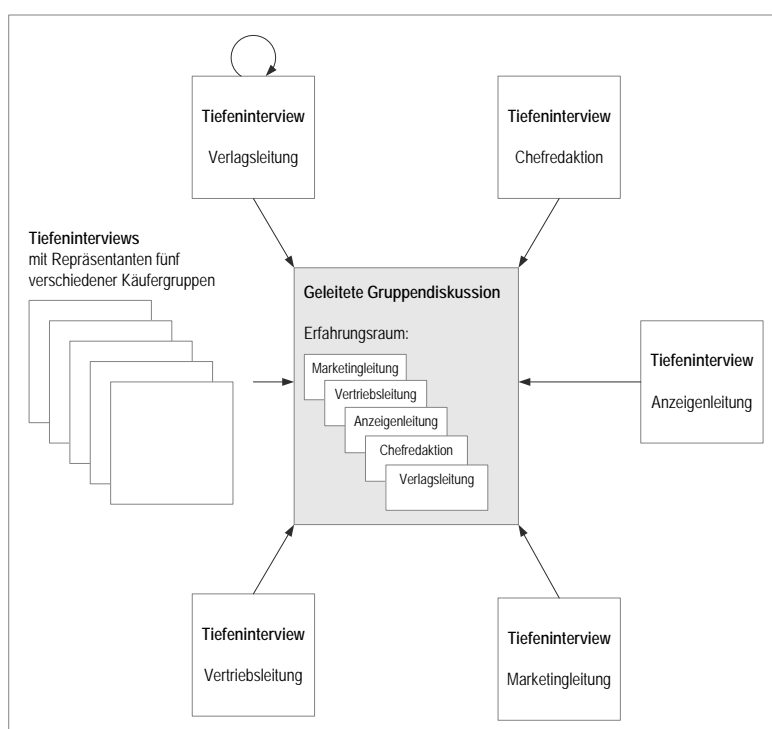 Tiefeninterview
Verlagsleitung
Tiefeninterview
Chefredaktion
Tiefeninterviews
mit Repräsentanten fünf
verschiedener Käufergruppen
Geleitete Gruppendiskussion
Erfahrungsraum:
Marketingleitung
Vertriebsleitung
Anzeigenleitung
Chefredaktion
Verlagsleitung
Tiefeninterview
Anzeigenleitung
Tiefeninterview
Vertriebsleitung
Tiefeninterview
Marketingleitung